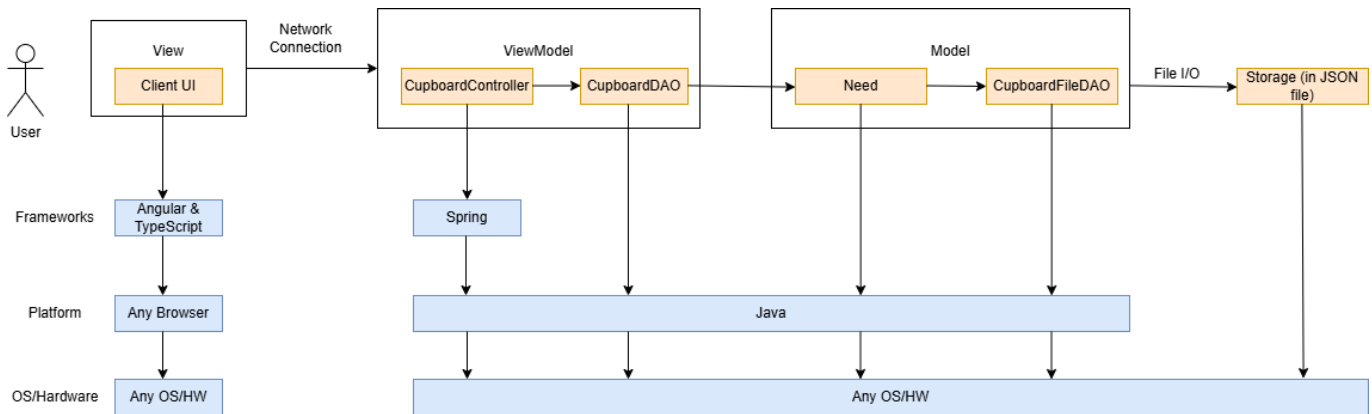 Network
Connection
View
ViewModel
Model
Client UI
CupboardController
CupboardDAO
Need
CupboardFileDAO
File I/O
Storage (in JSON
file)
User
Frameworks
Angular &
TypeScript
Spring
Platform
Any Browser
Java
OS/Hardware
Any OS/HW
Any OS/HW